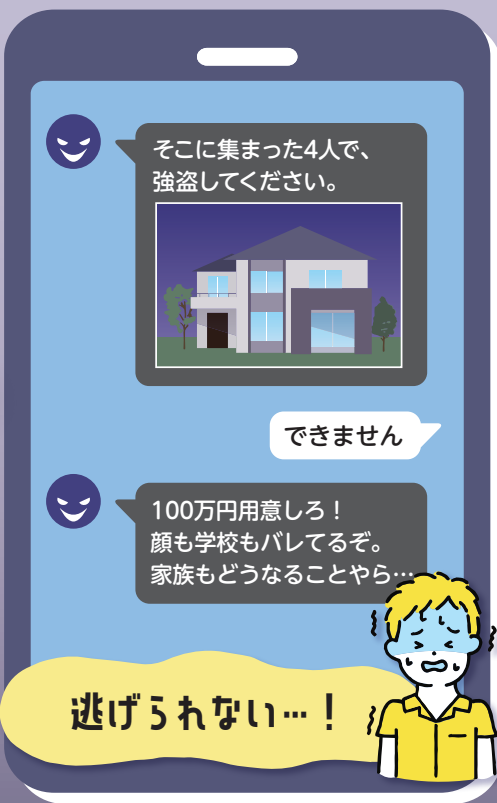 そこに集まった4人で、
強盗してください。
できません
100万円用意しろ！
顔も学校もバレてるぞ。
家族もどうなることやら…
逃げられない…！